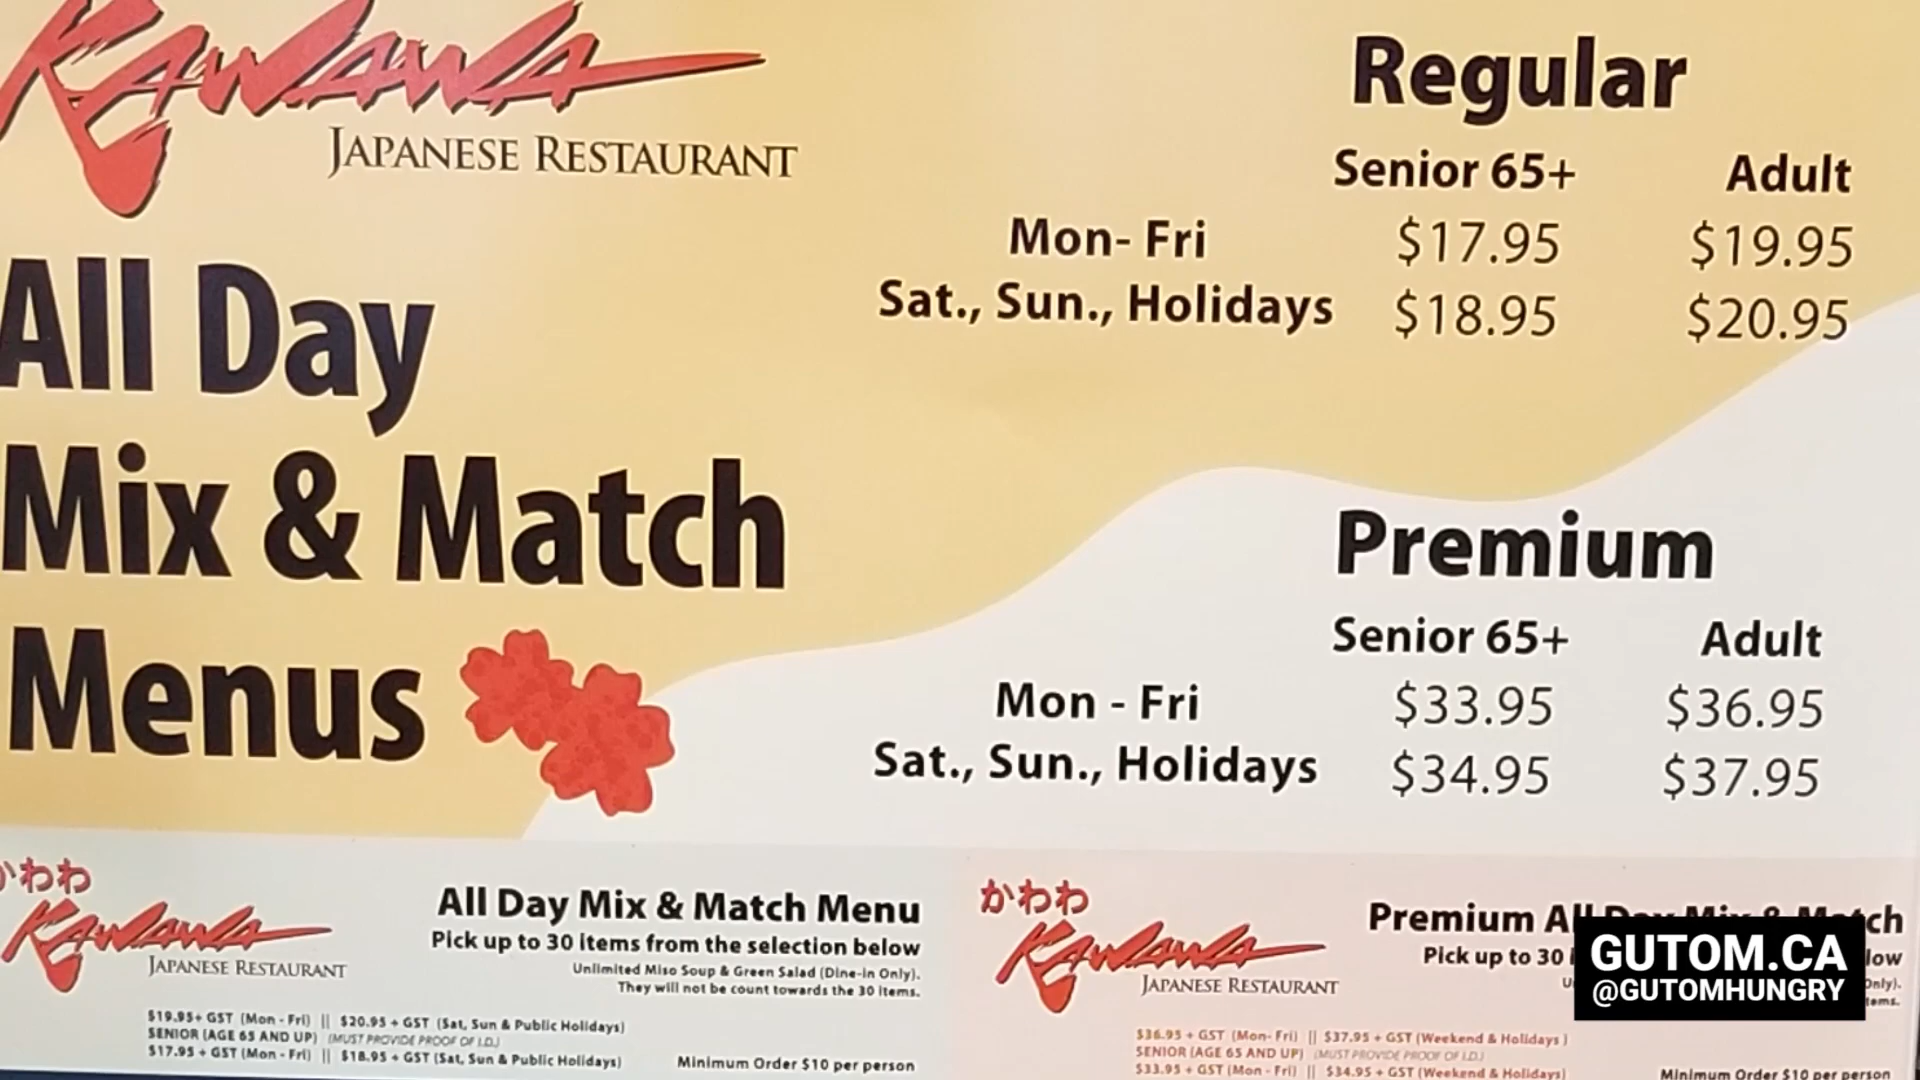 KAWAWA
JAPANESE RESTAURANT
All Day
Mix & Match
Menus
Regular
Senior 65+ Adult
Mon- Fri $17.95 $19.95
Sat., Sun., Holidays $18.95 $20.95
Premium
Senior 65+ Adult
Mon - Fri $33.95 $36.95
Sat., Sun., Holidays $34.95 $37.95
かわわ
KAWAWA
JAPANESE RESTAURANT
All Day Mix & Match Menu
Pick up to 30 items from the selection below
Unlimited Miso Soup & Green Salad (Dine-in Only).
They will not be count towards the 30 items.
$19.95+ GST (Mon - Fri) || $20.95 + GST (Sat, Sun & Public Holidays)
SENIOR (AGE 65 AND UP) (MUST PROVIDE PROOF OF I.D.)
$17.95 + GST (Mon - Fri) || $18.95 + GST (Sat, Sun & Public Holidays)
Minimum Order $10 per person
かわわ
KAWAWA
JAPANESE RESTAURANT
Premium All Day Mix & Match
Pick up to 30
$36.95 + GST (Mon- Fri) || $37.95 + GST (Weekend & Holidays )
SENIOR (AGE 65 AND UP) (MUST PROVIDE PROOF OF I.D.)
$33.95 + GST (Mon - Fri) || $34.95 + GST (Weekend & Holidays)
Minimum Order $10 per person
GUTOM.CA
@GUTOMHUNGRY